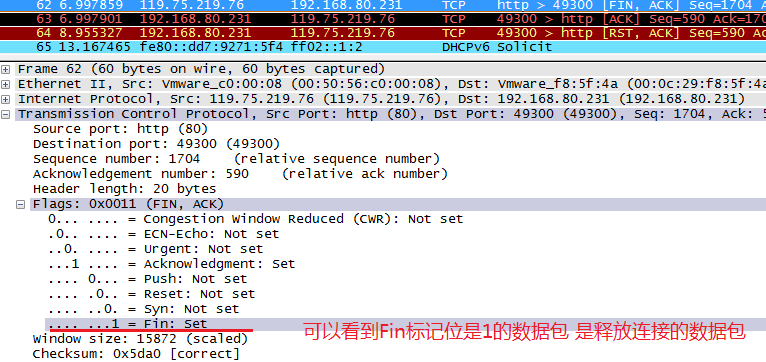 62 6.997859 119.75.219.76 192.168.80.231 TCP http > 49300 [FIN, ACK] Seq=1704
63 6.997901 192.168.80.231 119.75.219.76 TCP 49300 > http [ACK] Seq=590 Ack=170
64 8.955327 192.168.80.231 119.75.219.76 TCP 49300 > http [RST, ACK] Seq=590 Ac
65 13.167465 fe80::dd7:9271:5f4 ff02::1:2 DHCPv6 Solicit
Frame 62 (60 bytes on wire, 60 bytes captured)
Ethernet II, Src: Vmware_c0:00:08 (00:50:56:c0:00:08), Dst: Vmware_f8:5f:4a (00:0c:29:f8:5f:4a
Internet Protocol, Src: 119.75.219.76 (119.75.219.76), Dst: 192.168.80.231 (192.168.80.231)
Transmission Control Protocol, Src Port: http (80), Dst Port: 49300 (49300), Seq: 1704, Ack: 5
Source port: http (80)
Destination port: 49300 (49300)
Sequence number: 1704 (relative sequence number)
Acknowledgement number: 590 (relative ack number)
Header length: 20 bytes
Flags: 0x0011 (FIN, ACK)
0... .... = Congestion Window Reduced (CWR): Not set
.0.. .... = ECN-Echo: Not set
..0. .... = Urgent: Not set
...1 .... = Acknowledgment: Set
.... 0... = Push: Not set
.... .0.. = Reset: Not set
.... ..0. = Syn: Not set
.... ...1 = Fin: Set
可以看到Fin标记位是1的数据包 是释放连接的数据包
Window size: 15872 (scaled)
Checksum: 0x5da0 [correct]